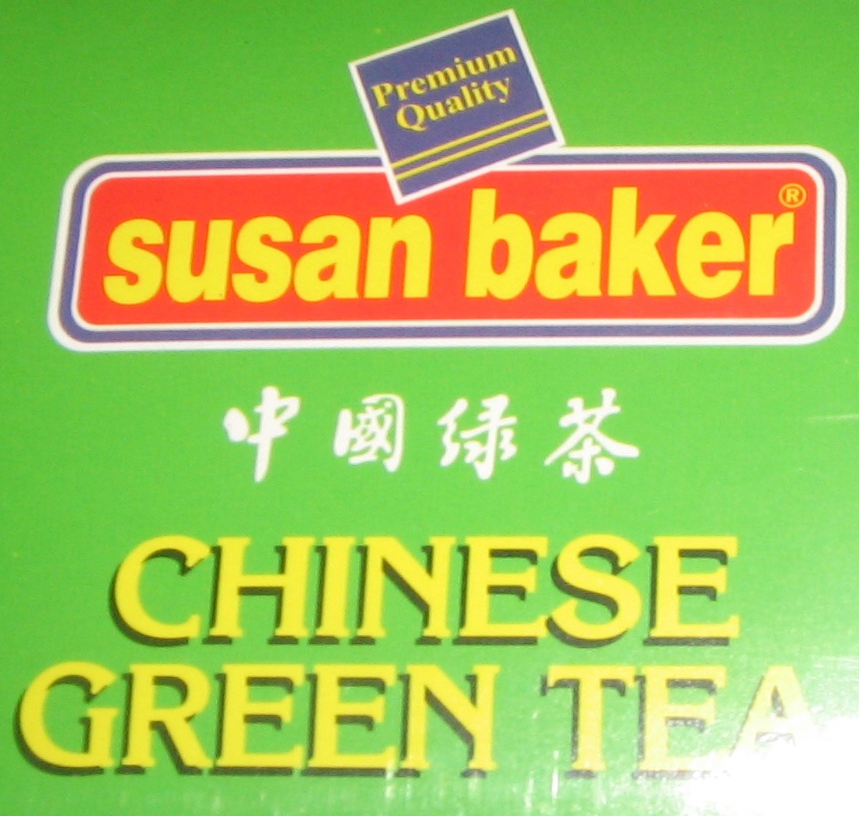 Premium
Quality
susan baker®
中國绿茶
CHINESE
GREEN TEA